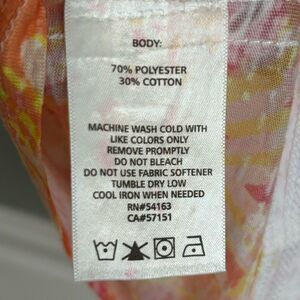 BODY:
70% POLYESTER
30% COTTON
MACHINE WASH COLD WITH
LIKE COLORS ONLY
REMOVE PROMPTLY
DO NOT BLEACH
DO NOT USE FABRIC SOFTENER
TUMBLE DRY LOW
COOL IRON WHEN NEEDED
RN#54163
CA#57151